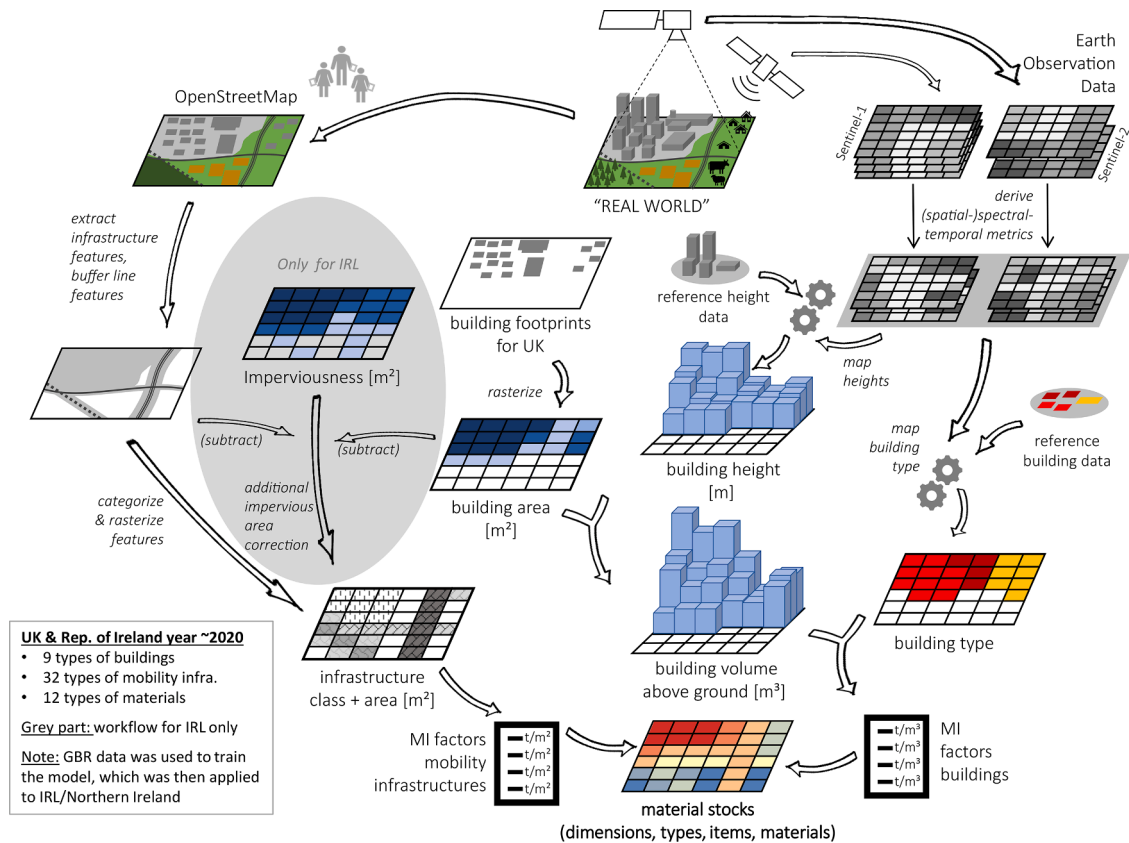 Earth
Observation
Data
OpenStreetMap
Sentinel-1
Sentinel-2
"REAL WORLD"
derive
(spatial-)spectral-
temporal metrics
extract
infrastructure
features,
buffer line
features
Only for IRL
Imperviousness [m²]
building footprints
for UK
reference height
data
map
heights
rasterize
(subtract)
(subtract)
building area
[m²]
building height
[m]
map
building
type
reference
building data
categorize
& rasterize
features
additional
impervious
area
correction
infrastructure
class + area [m²]
building volume
above ground [m³]
building type
UK & Rep. of Ireland year ~2020
• 9 types of buildings
• 32 types of mobility infra.
• 12 types of materials
Grey part: workflow for IRL only
Note: GBR data was used to train
the model, which was then applied
to IRL/Northern Ireland
MI factors
mobility
infrastructures
t/m²
t/m²
t/m²
t/m²
t/m³
t/m³
t/m³
t/m³
MI
factors
buildings
material stocks
(dimensions, types, items, materials)